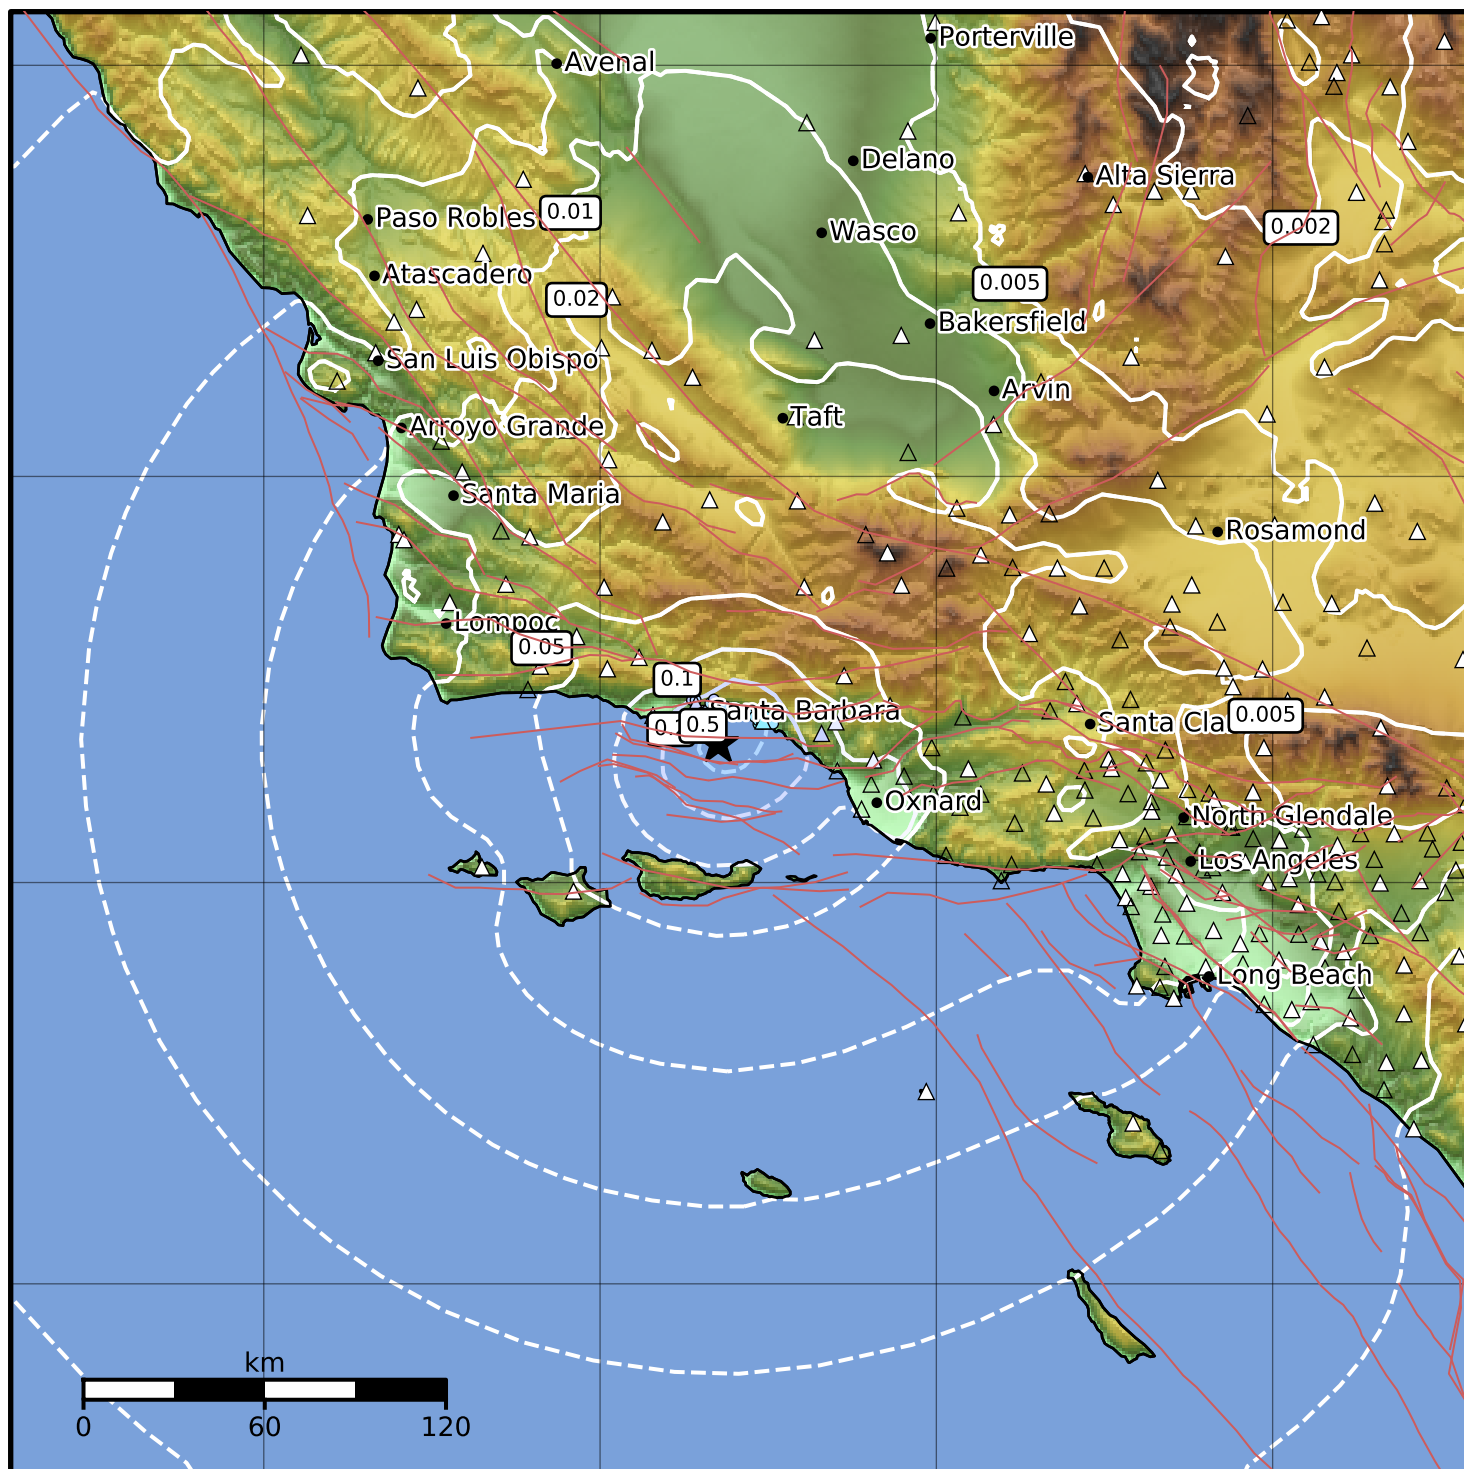 Porterville
Avenal
Delano
Alta Sierra
Paso Robles
0.01
0.002
Wasco
Atascadero
0.005
0.02
Bakersfield
San Luis Obispo
Arvin
Taft
Arroyo Grande
Santa Maria
Rosamond
Lompoc
0.05
0.1
Santa Barbara
0.5
Santa Cla
0.005
Oxnard
North Glendale
Los Angeles
Long Beach
km
0 60 120